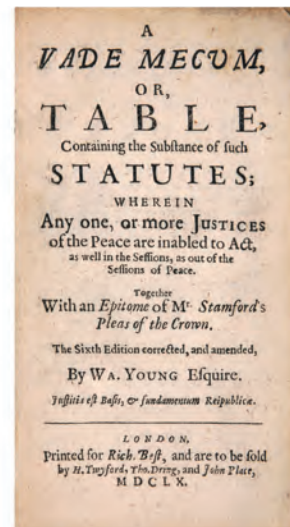 A
VADE MECVM,
OR,
TABLE,
Containing the Subſtance of ſuch
STATUTES;
WHEREIN
Any one, or more JUSTICES
of the Peace are inabled to Act,
as well in the Seſſions, as out of the
Seſſions of Peace.
Together
With an Epitome of Mr. Stamford's
Pleas of the Crown.
The Sixth Edition corrected, and amended,
By WA. YOUNG Eſquire.
Juſtitia eſt Baſis, & fundamentum Reipublicæ.
LONDON,
Printed for Rich. Beſt, and are to be ſold
by H. Twyford, Tho. Dring, and John Place,
MDCLX.